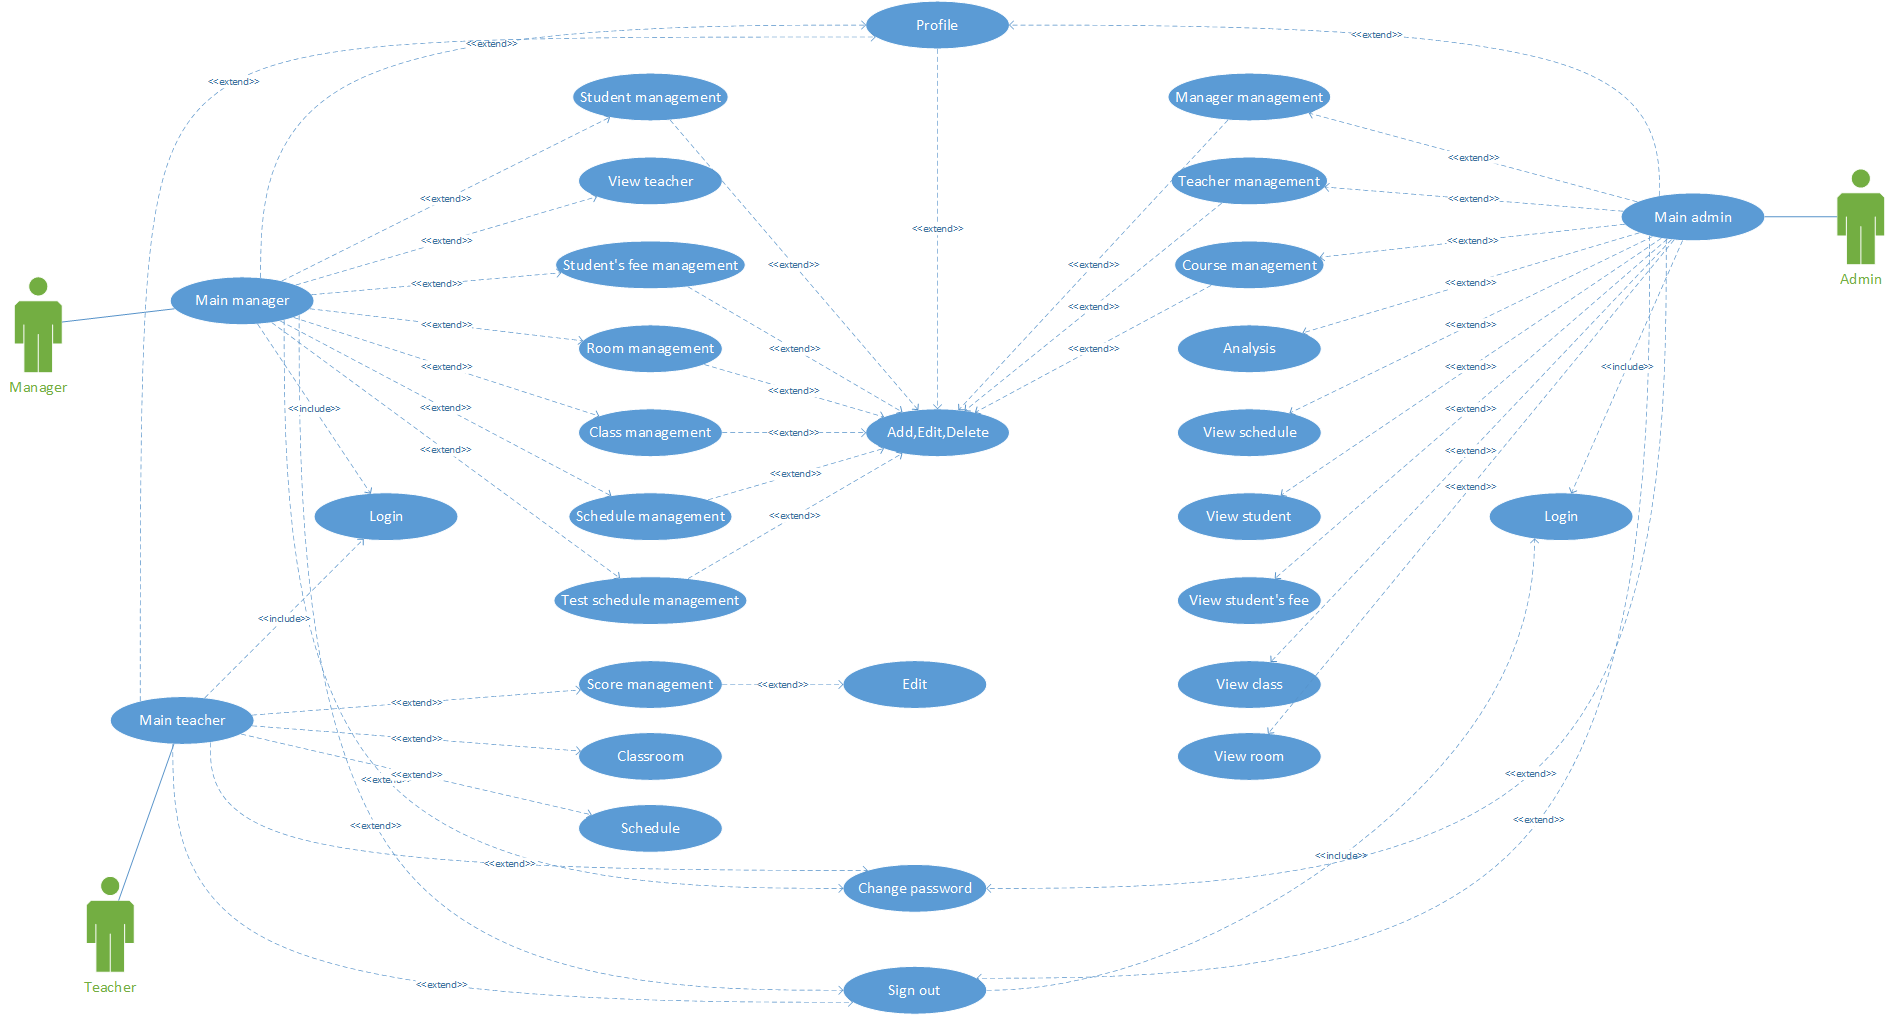 Profile
<<extend>>
<<extend>>
<<extend>>
Student management
Manager management
<<extend>>
View teacher
Teacher management
<<extend>>
<<extend>>
Main admin
<<extend>>
<<extend>>
<<extend>>
Student's fee management
<<extend>>
<<extend>>
Course management
Admin
<<extend>>
<<extend>>
Main manager
<<extend>>
<<extend>>
<<extend>>
Room management
<<extend>>
<<extend>>
Analysis
<<extend>>
<<extend>>
<<include>>
Manager
<<extend>>
<<include>>
<<extend>>
<<extend>>
Class management
<<extend>>
Add,Edit,Delete
View schedule
<<extend>>
<<extend>>
<<extend>>
<<extend>>
Login
Schedule management
<<extend>>
View student
Login
Test schedule management
View student's fee
<<include>>
Score management
<<extend>>
Edit
View class
<<extend>>
Main teacher
<<extend>>
Classroom
View room
<<extend>>
<<extend>>
<<extend>>
<<extend>>
<<extend>>
Schedule
<<extend>>
<<include>>
Change password
<<extend>>
Teacher
Sign out